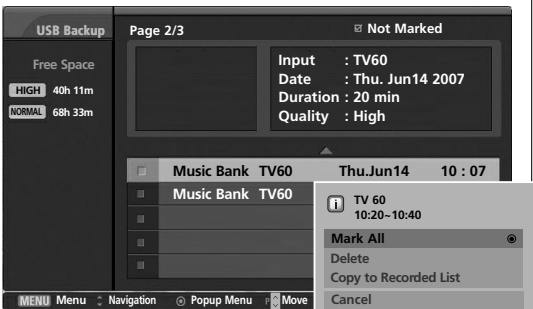 USB Backup
Page 2/3
Not Marked
Free Space
HIGH 40h 11m
NORMAL 68h 33m
Input : TV60
Date : Thu. Jun14 2007
Duration : 20 min
Quality : High
Music Bank TV60 Thu.Jun14 10 : 07
Music Bank TV60
i TV 60
10:20~10:40
Mark All
Delete
Copy to Recorded List
Cancel
MENU Menu Navigation Popup Menu P Move